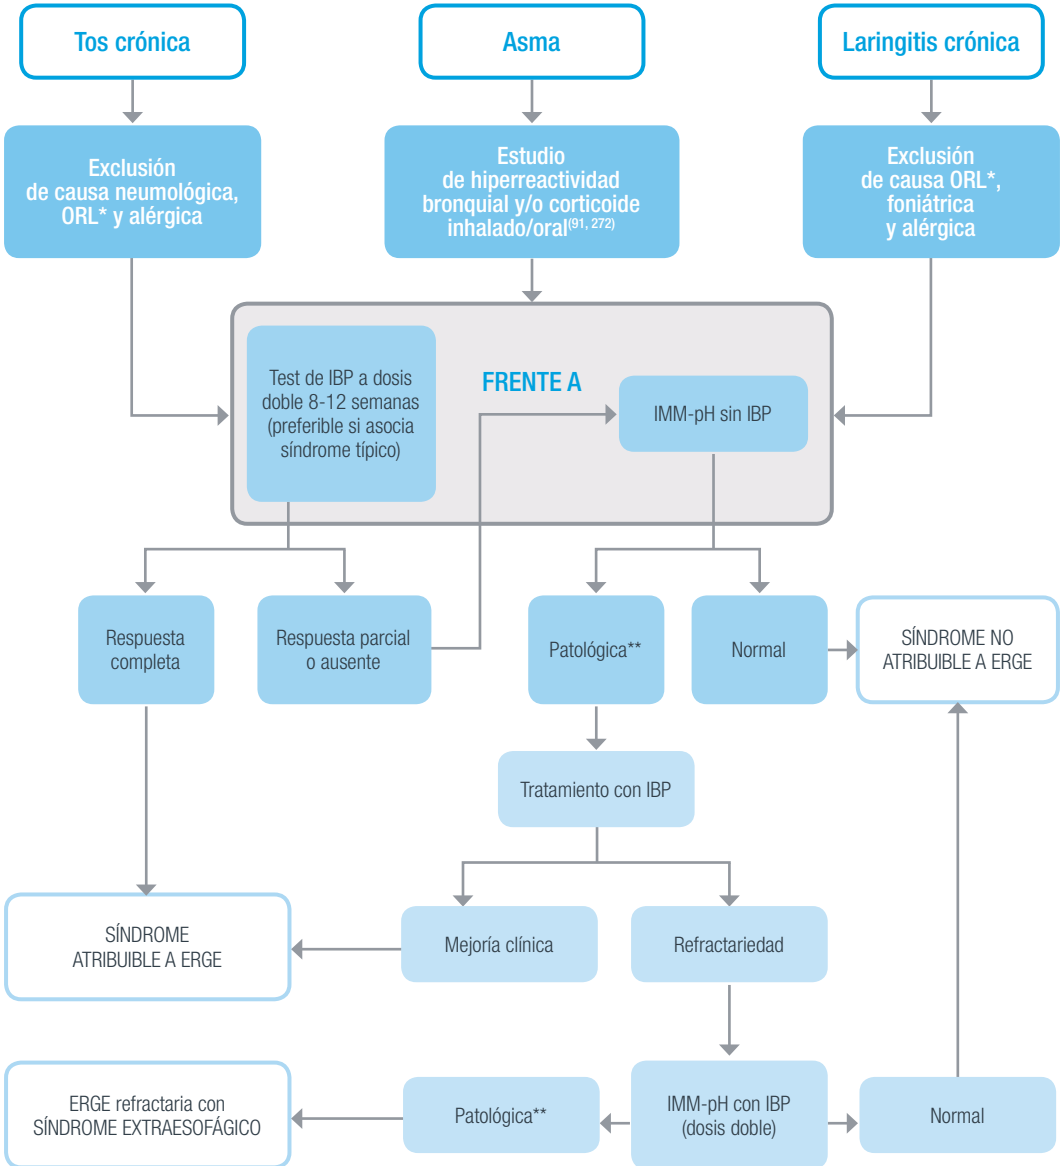 Tos crónica
Asma
Laringitis crónica
Exclusión
de causa neumológica,
ORL* y alérgica
Estudio
de hiperreactividad
bronquial y/o corticoide
inhalado/oral(91, 272)
Exclusión
de causa ORL*,
foniátrica
y alérgica
Test de IBP a dosis
doble 8-12 semanas
(preferible si asocia
síndrome típico)
FRENTE A
IMM-pH sin IBP
Respuesta
completa
Respuesta parcial
o ausente
Patológica**
Normal
SÍNDROME NO
ATRIBUIBLE A ERGE
Tratamiento con IBP
SÍNDROME
ATRIBUIBLE A ERGE
Mejoría clínica
Refractariedad
ERGE refractaria con
SÍNDROME EXTRAESOFÁGICO
Patológica**
IMM-pH con IBP
(dosis doble)
Normal